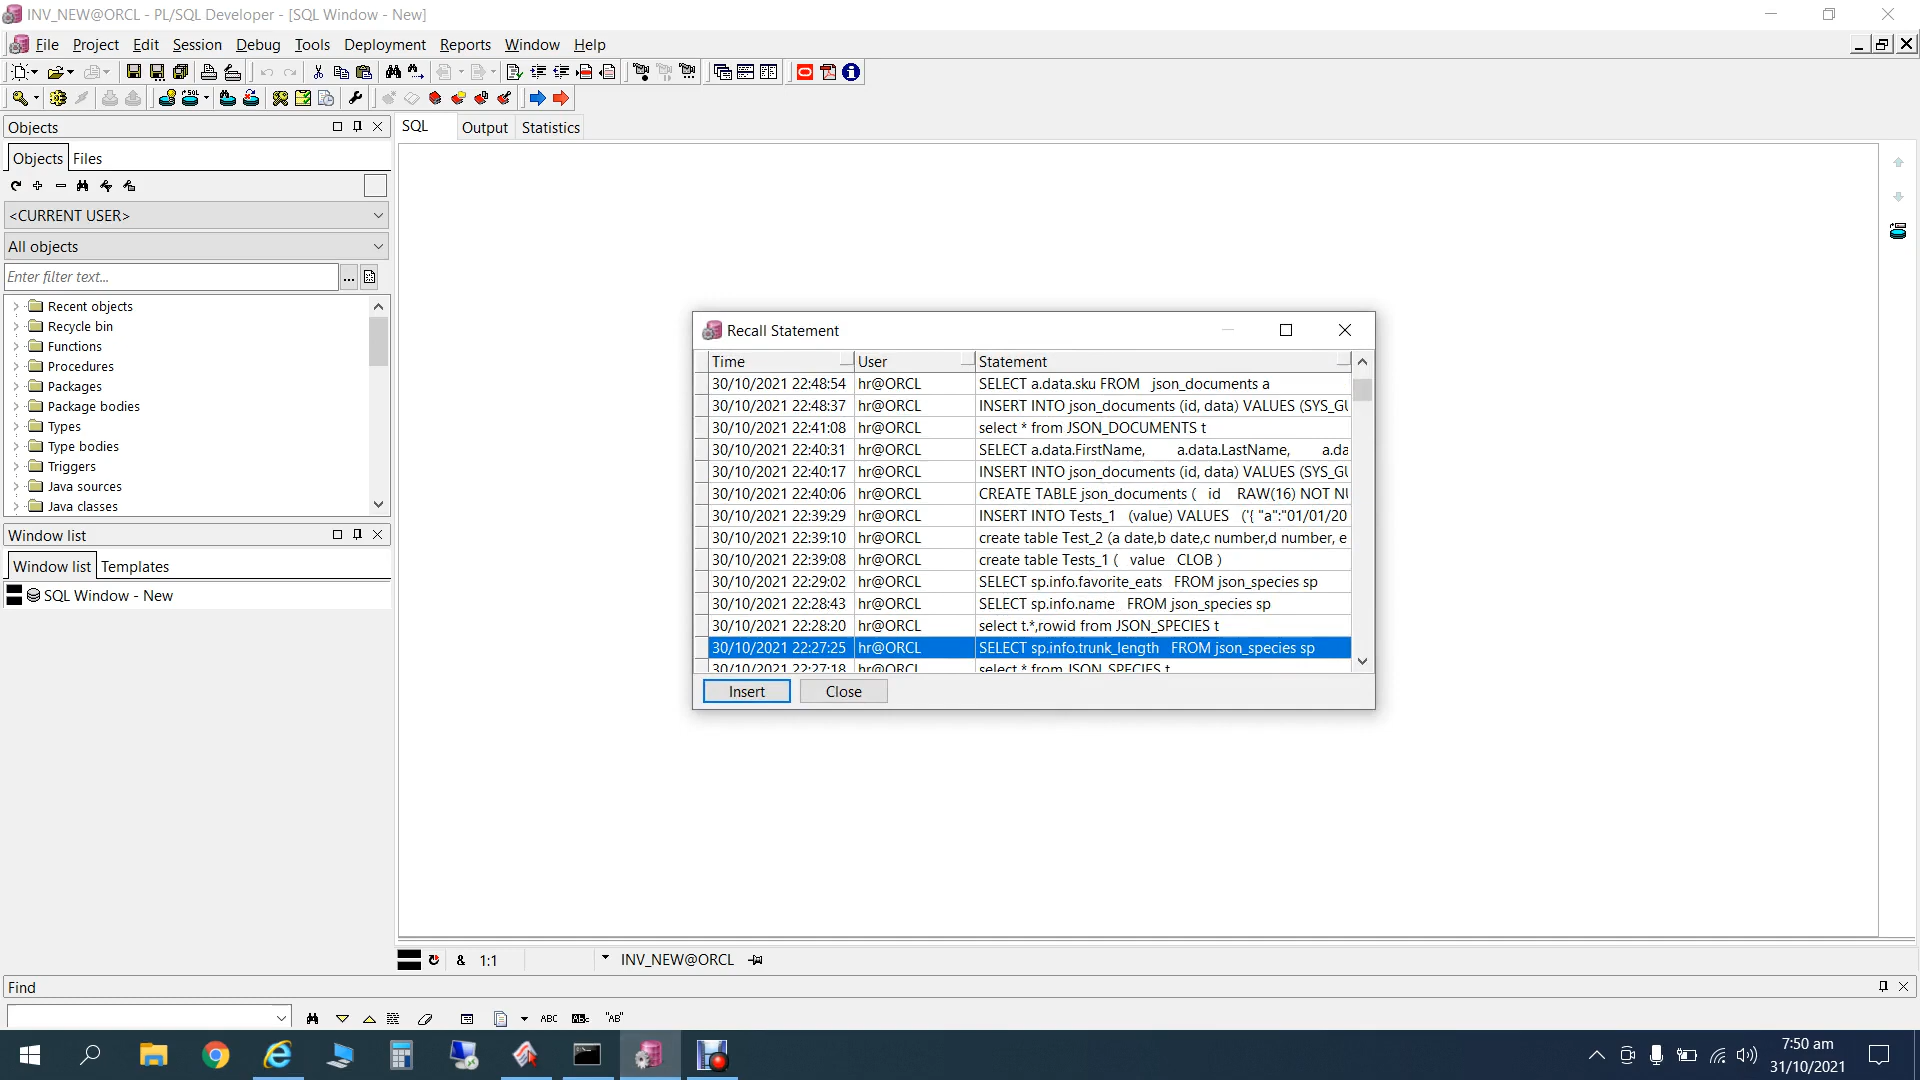 INV_NEW@ORCL - PL/SQL Developer - [SQL Window - New]
File Project Edit Session Debug Tools Deployment Reports Window Help
Objects
SQL Output Statistics
Objects Files
<CURRENT USER>
All objects
Enter filter text...
Recent objects
Recycle bin
Functions
Procedures
Packages
Package bodies
Types
Type bodies
Triggers
Java sources
Java classes
Window list
Window list Templates
SQL Window - New
Recall Statement
Time User Statement
30/10/2021 22:48:54 hr@ORCL SELECT a.data.sku FROM json_documents a
30/10/2021 22:48:37 hr@ORCL INSERT INTO json_documents (id, data) VALUES (SYS_GU
30/10/2021 22:41:08 hr@ORCL select * from JSON_DOCUMENTS t
30/10/2021 22:40:31 hr@ORCL SELECT a.data.FirstName, a.data.LastName, a.da
30/10/2021 22:40:17 hr@ORCL INSERT INTO json_documents (id, data) VALUES (SYS_GU
30/10/2021 22:40:06 hr@ORCL CREATE TABLE json_documents ( id RAW(16) NOT NU
30/10/2021 22:39:29 hr@ORCL INSERT INTO Tests_1 (value) VALUES ('{ "a":"01/01/20
30/10/2021 22:39:10 hr@ORCL create table Test_2 (a date,b date,c number,d number, e
30/10/2021 22:39:08 hr@ORCL create table Tests_1 ( value CLOB )
30/10/2021 22:29:02 hr@ORCL SELECT sp.info.favorite_eats FROM json_species sp
30/10/2021 22:28:43 hr@ORCL SELECT sp.info.name FROM json_species sp
30/10/2021 22:28:20 hr@ORCL select t.*,rowid from JSON_SPECIES t
30/10/2021 22:27:25 hr@ORCL SELECT sp.info.trunk_length FROM json_species sp
30/10/2021 22:27:18 hr@ORCL select * from JSON_SPECIES t
Insert Close
& 1:1 INV_NEW@ORCL
Find
ABC "AB"
7:50 am
31/10/2021